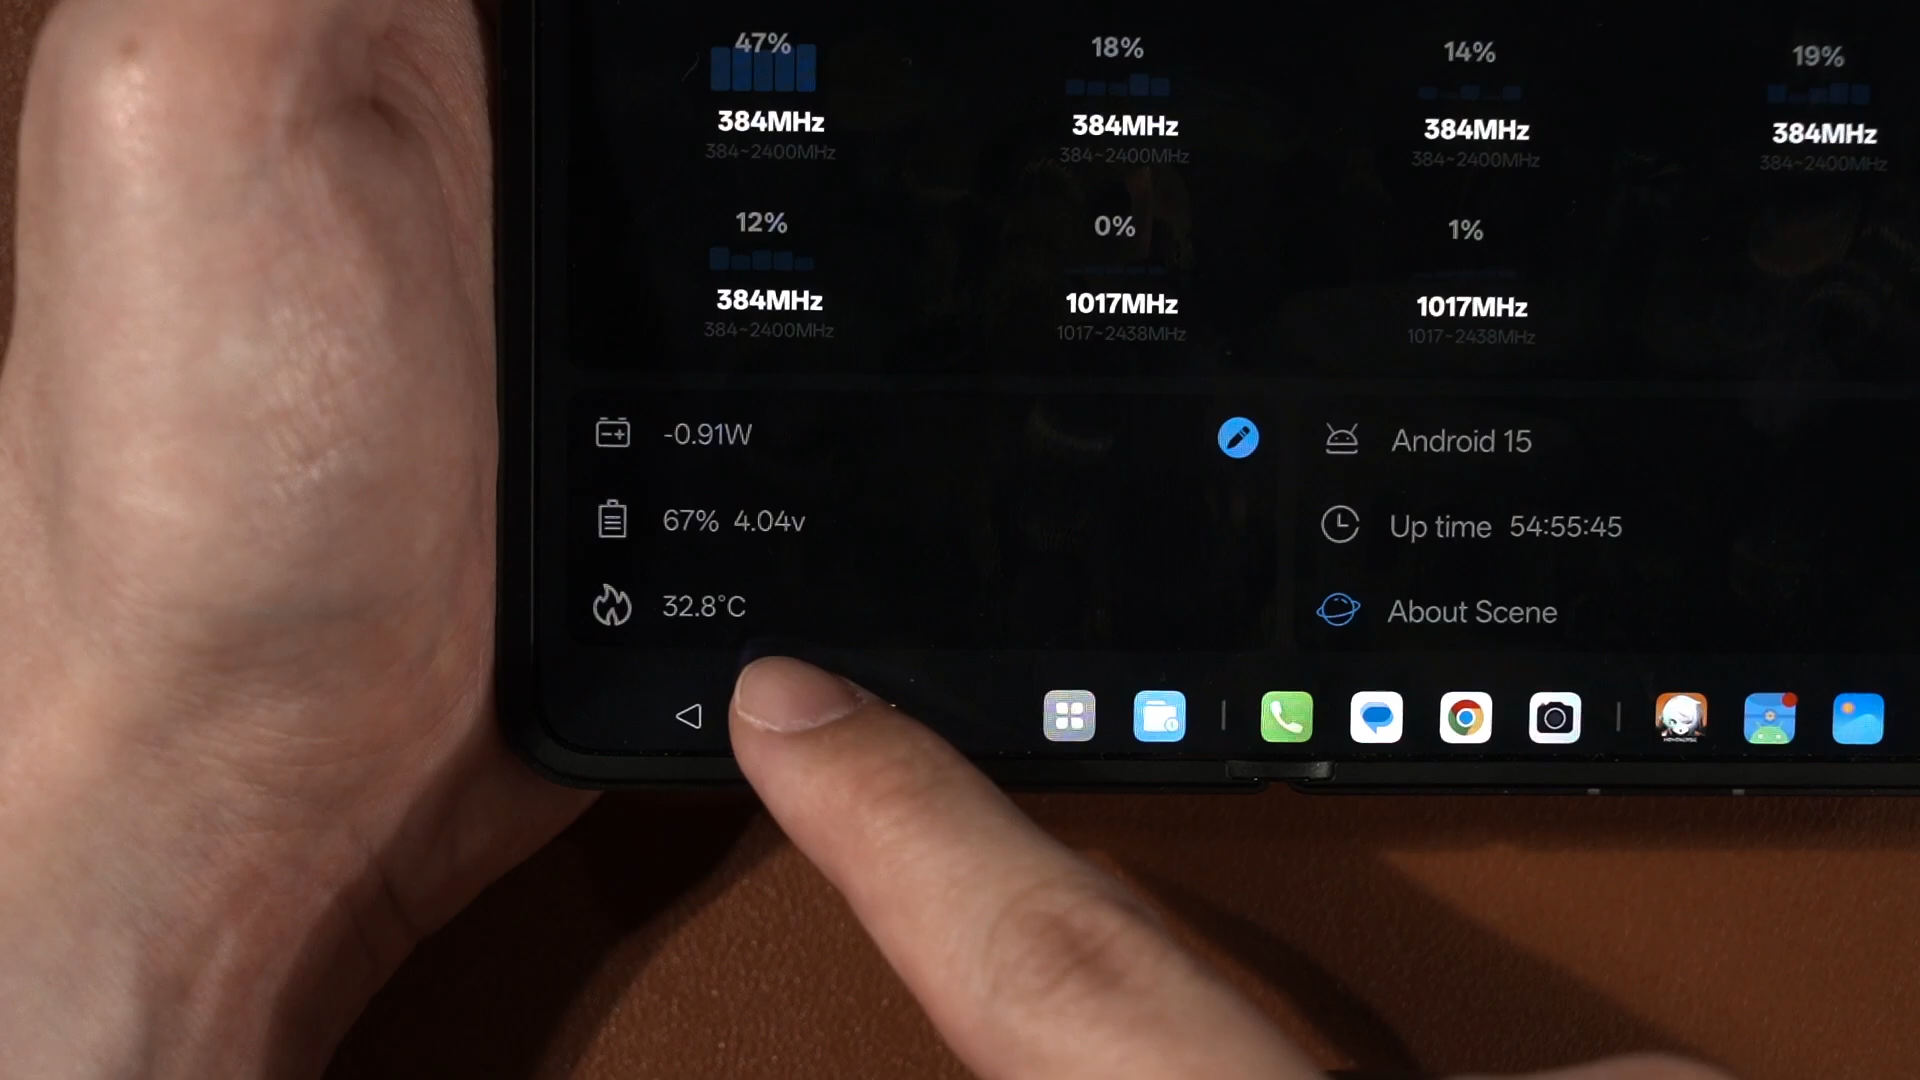 47% 18% 14% 19%
384MHz 384MHz 384MHz 384MHz
384~2400MHz 384~2400MHz 384~2400MHz 384~2400MHz
12% 0% 1%
384MHz 1017MHz 1017MHz
384~2400MHz 1017~2438MHz 1017~2438MHz
-0.91W
67% 4.04v
32.8°C
Android 15
Up time 54:55:45
About Scene